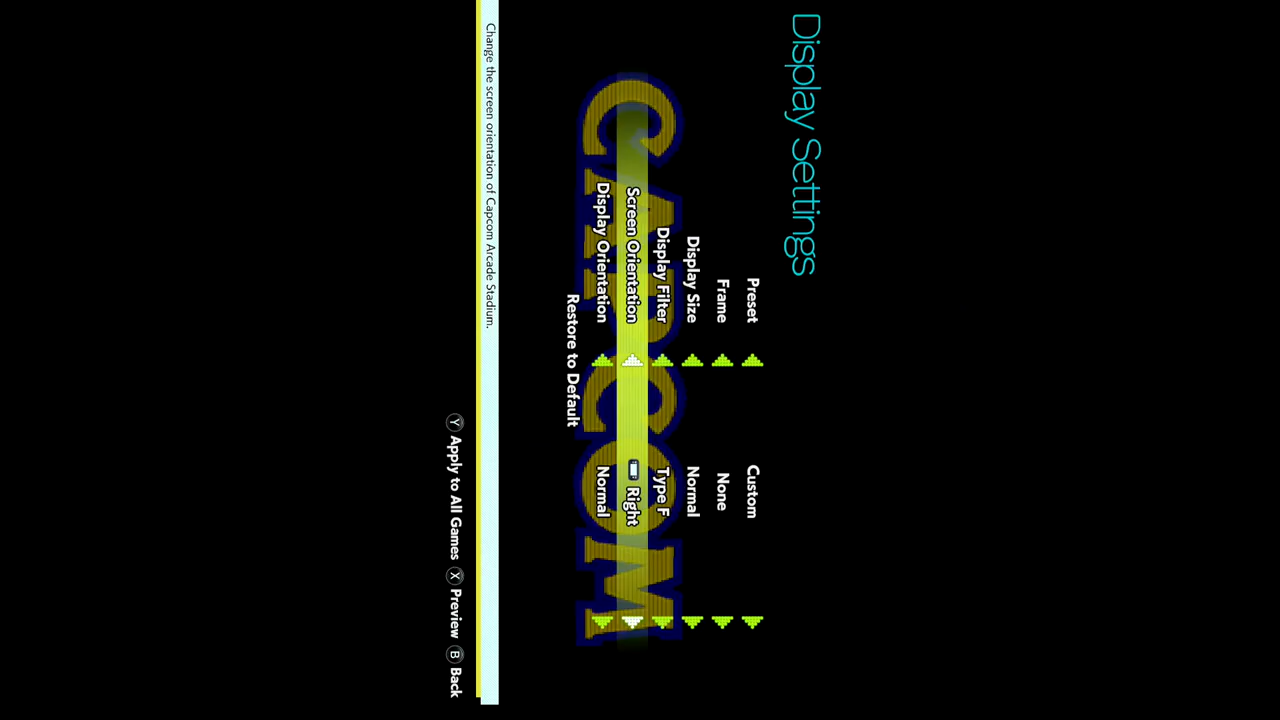 Display Settings
CAPCOM
Preset Custom
Frame None
Display Size Normal
Display Filter Type F
Screen Orientation Right
Display Orientation Normal
Restore to Default
Change the screen orientation of Capcom Arcade Stadium.
Y Apply to All Games X Preview B Back